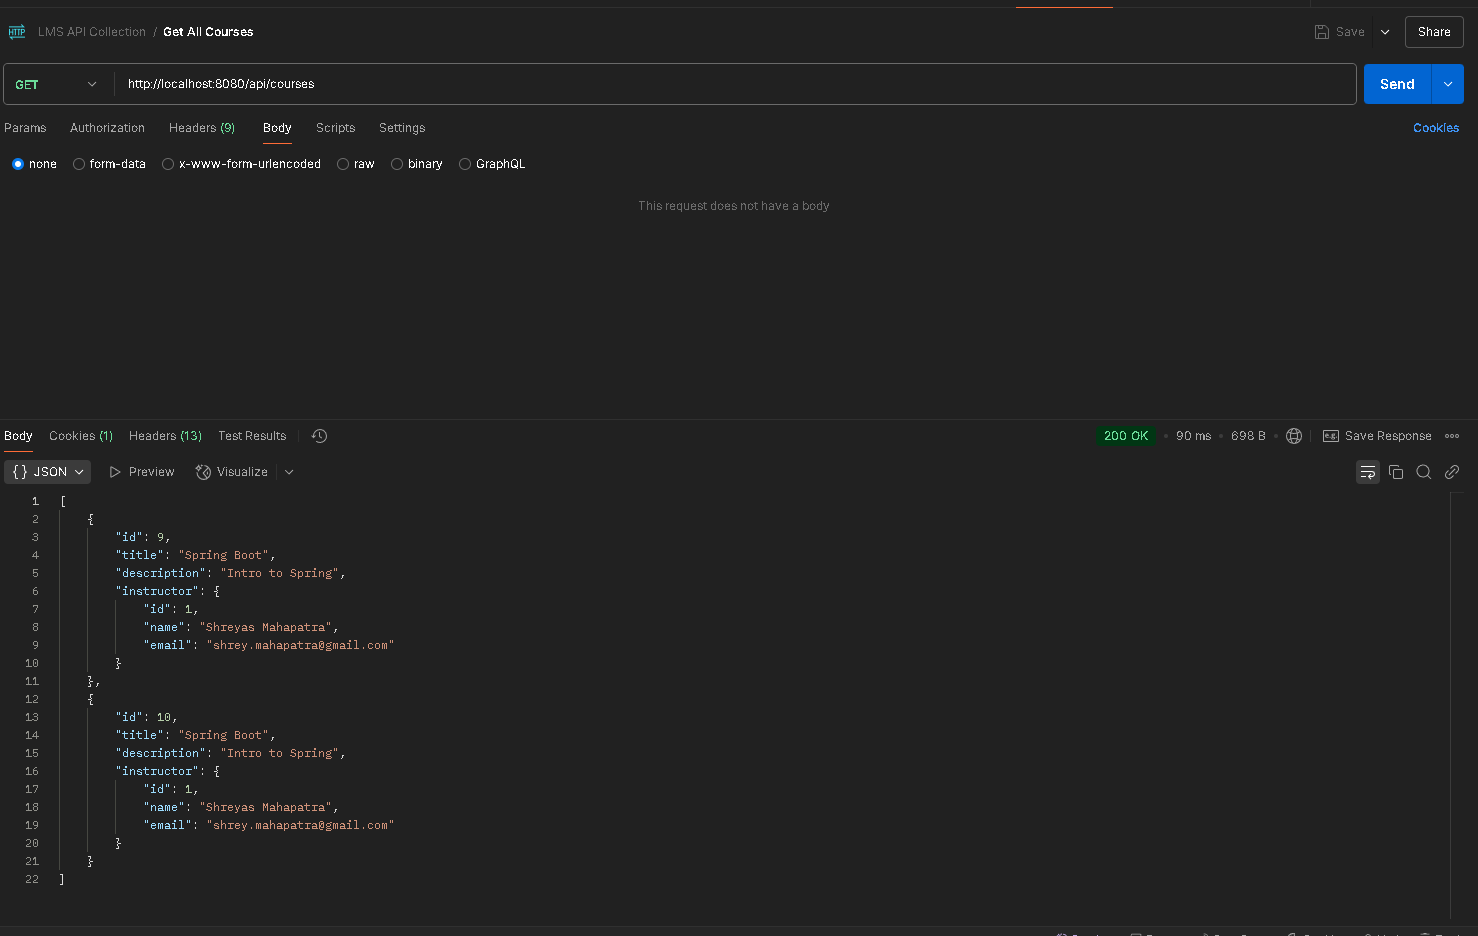 HTTP LMS API Collection / Get All Courses Save Share
GET http://localhost:8080/api/courses Send
Params Authorization Headers (9) Body Scripts Settings Cookies
none form-data x-www-form-urlencoded raw binary GraphQL
This request does not have a body
Body Cookies (1) Headers (13) Test Results 200 OK • 90 ms • 698 B • e.g. Save Response
{} JSON Preview Visualize
1 [
2 {
3 "id": 9,
4 "title": "Spring Boot",
5 "description": "Intro to Spring",
6 "instructor": {
7 "id": 1,
8 "name": "Shreyas Mahapatra",
9 "email": "shrey.mahapatra@gmail.com"
10 }
11 },
12 {
13 "id": 10,
14 "title": "Spring Boot",
15 "description": "Intro to Spring",
16 "instructor": {
17 "id": 1,
18 "name": "Shreyas Mahapatra",
19 "email": "shrey.mahapatra@gmail.com"
20 }
21 }
22 ]